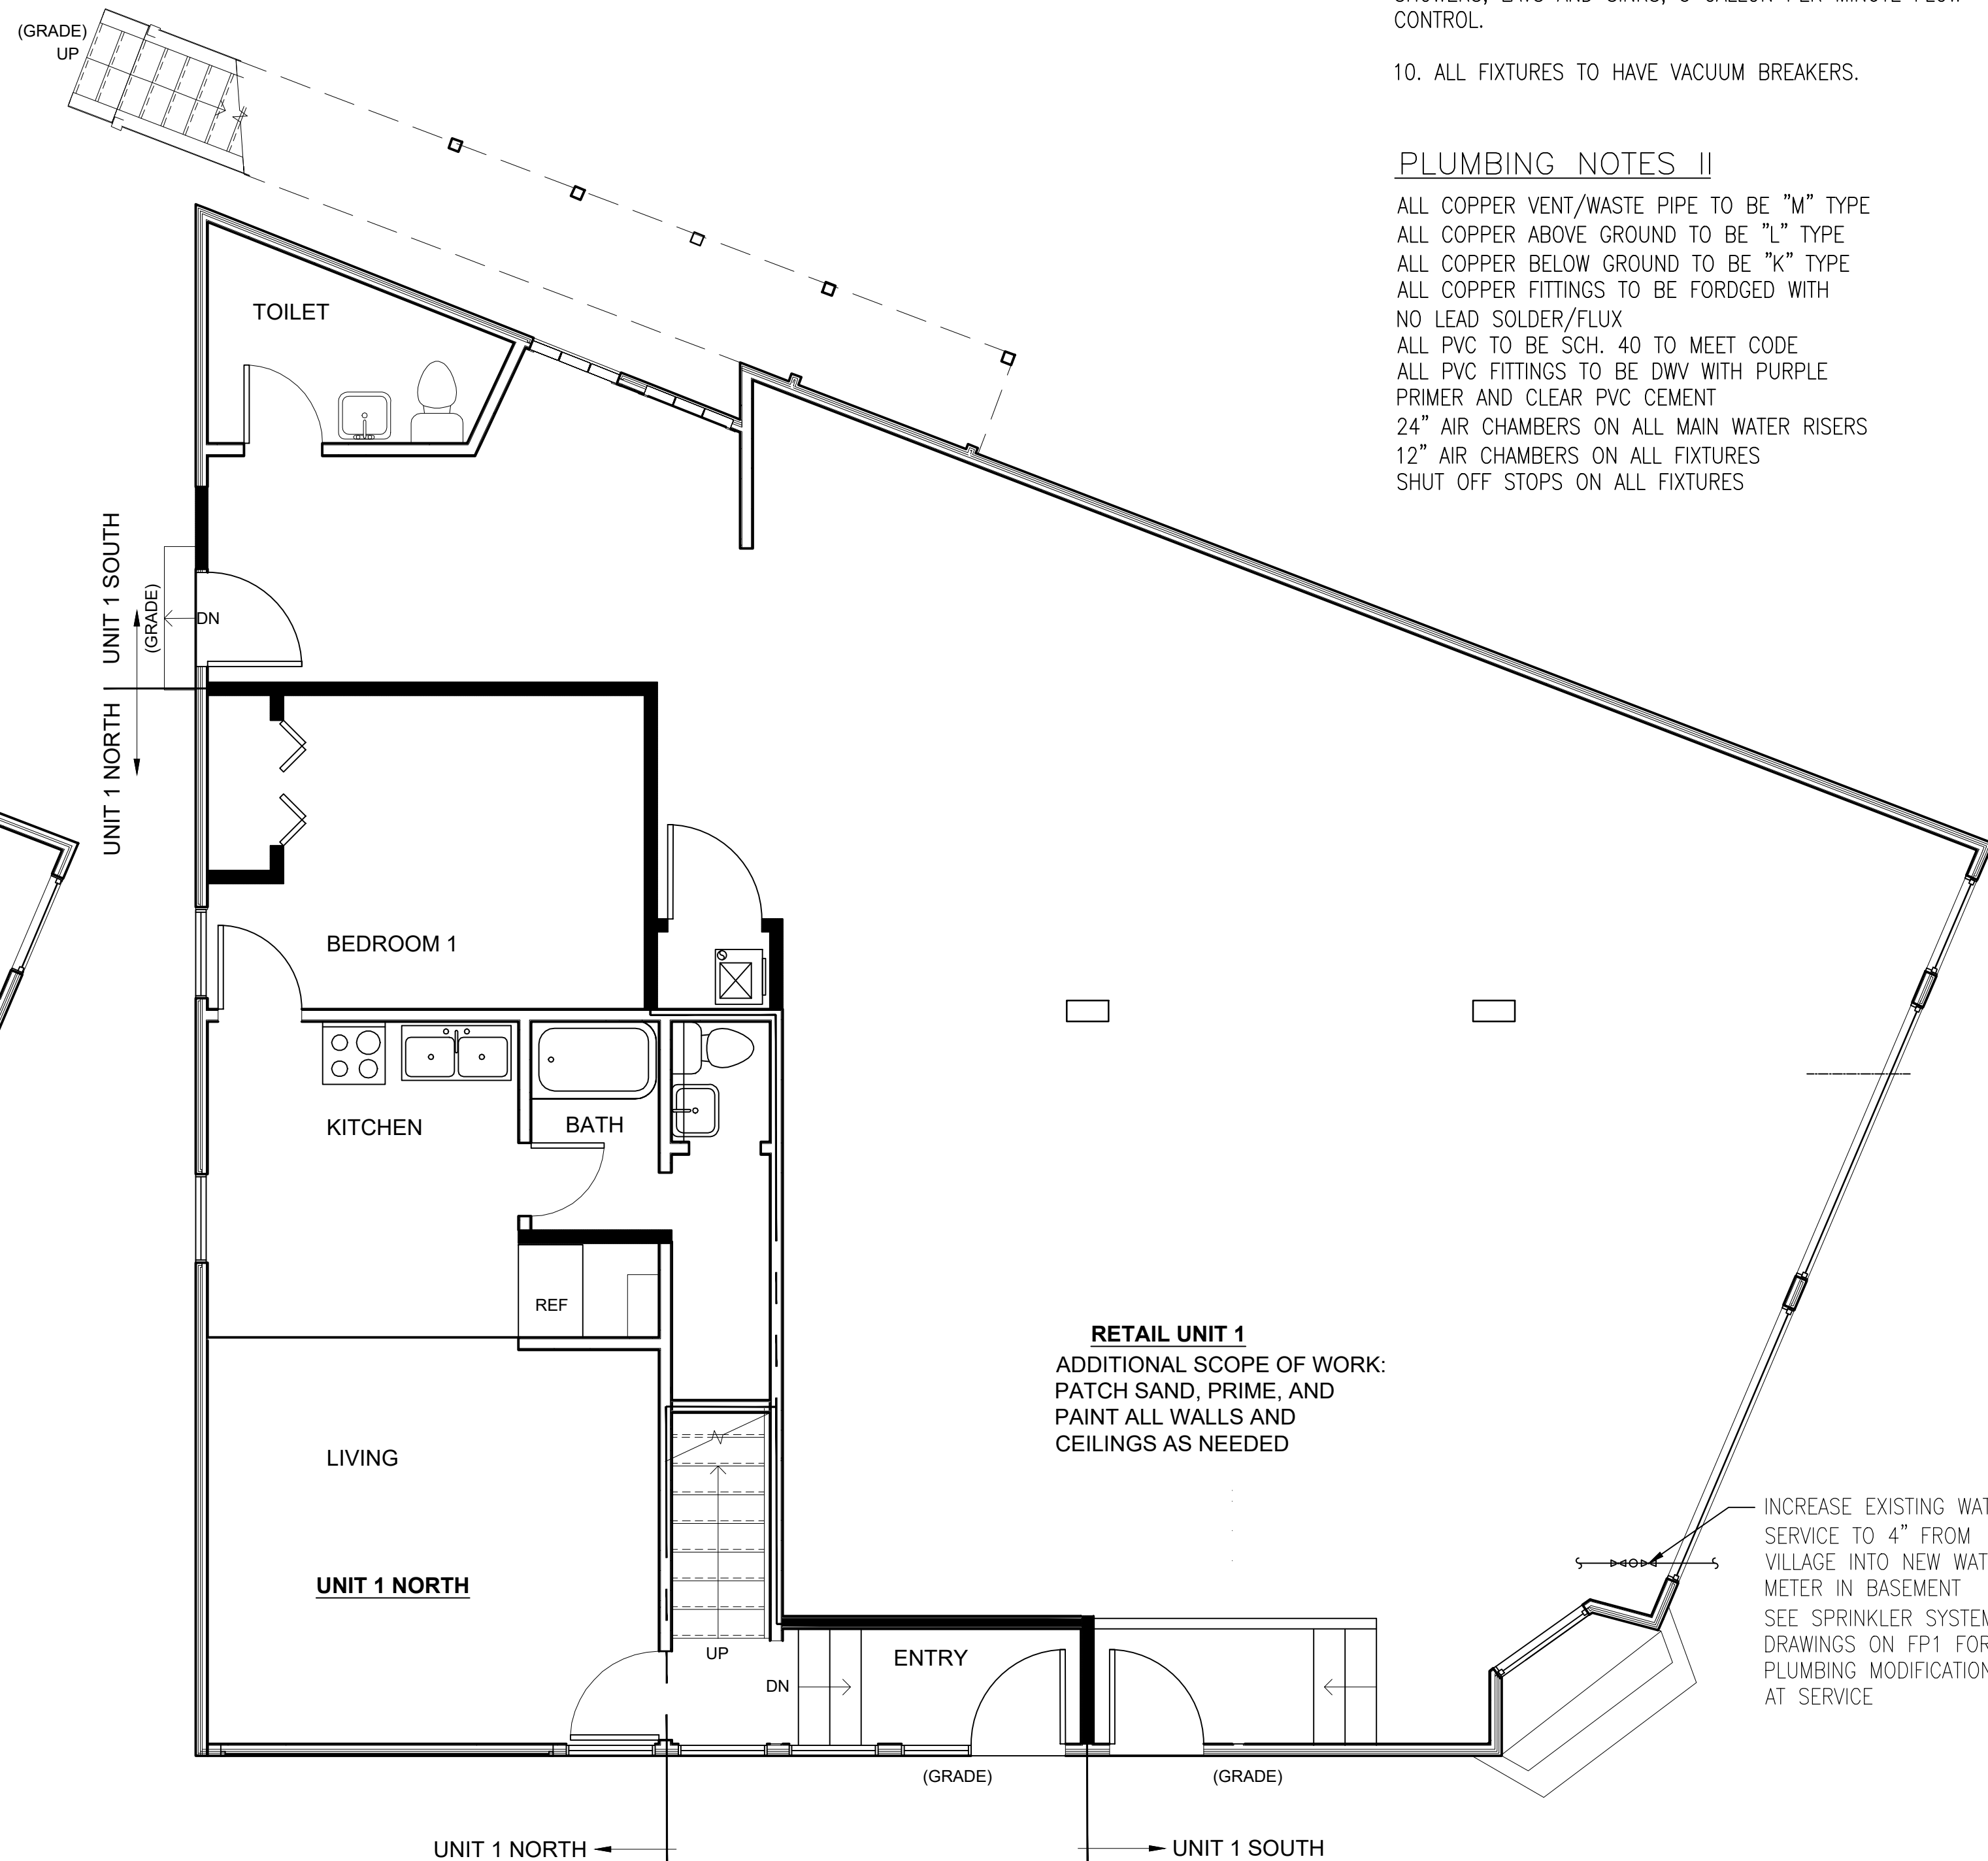 CONTROL.
10. ALL FIXTURES TO HAVE VACUUM BREAKERS.
PLUMBING NOTES II
ALL COPPER VENT/WASTE PIPE TO BE "M" TYPE
ALL COPPER ABOVE GROUND TO BE "L" TYPE
ALL COPPER BELOW GROUND TO BE "K" TYPE
ALL COPPER FITTINGS TO BE FORDGED WITH
NO LEAD SOLDER/FLUX
ALL PVC TO BE SCH. 40 TO MEET CODE
ALL PVC FITTINGS TO BE DWV WITH PURPLE
PRIMER AND CLEAR PVC CEMENT
24" AIR CHAMBERS ON ALL MAIN WATER RISERS
12" AIR CHAMBERS ON ALL FIXTURES
SHUT OFF STOPS ON ALL FIXTURES
(GRADE)
UP
TOILET
UNIT 1 SOUTH
(GRADE)
DN
UNIT 1 NORTH
BEDROOM 1
KITCHEN
BATH
REF
RETAIL UNIT 1
ADDITIONAL SCOPE OF WORK:
PATCH SAND, PRIME, AND
PAINT ALL WALLS AND
CEILINGS AS NEEDED
LIVING
UNIT 1 NORTH
UP
DN
ENTRY
INCREASE EXISTING WAT
SERVICE TO 4" FROM
VILLAGE INTO NEW WAT
METER IN BASEMENT
SEE SPRINKLER SYSTEM
DRAWINGS ON FP1 FOR
PLUMBING MODIFICATION
AT SERVICE
(GRADE)
(GRADE)
UNIT 1 NORTH
UNIT 1 SOUTH